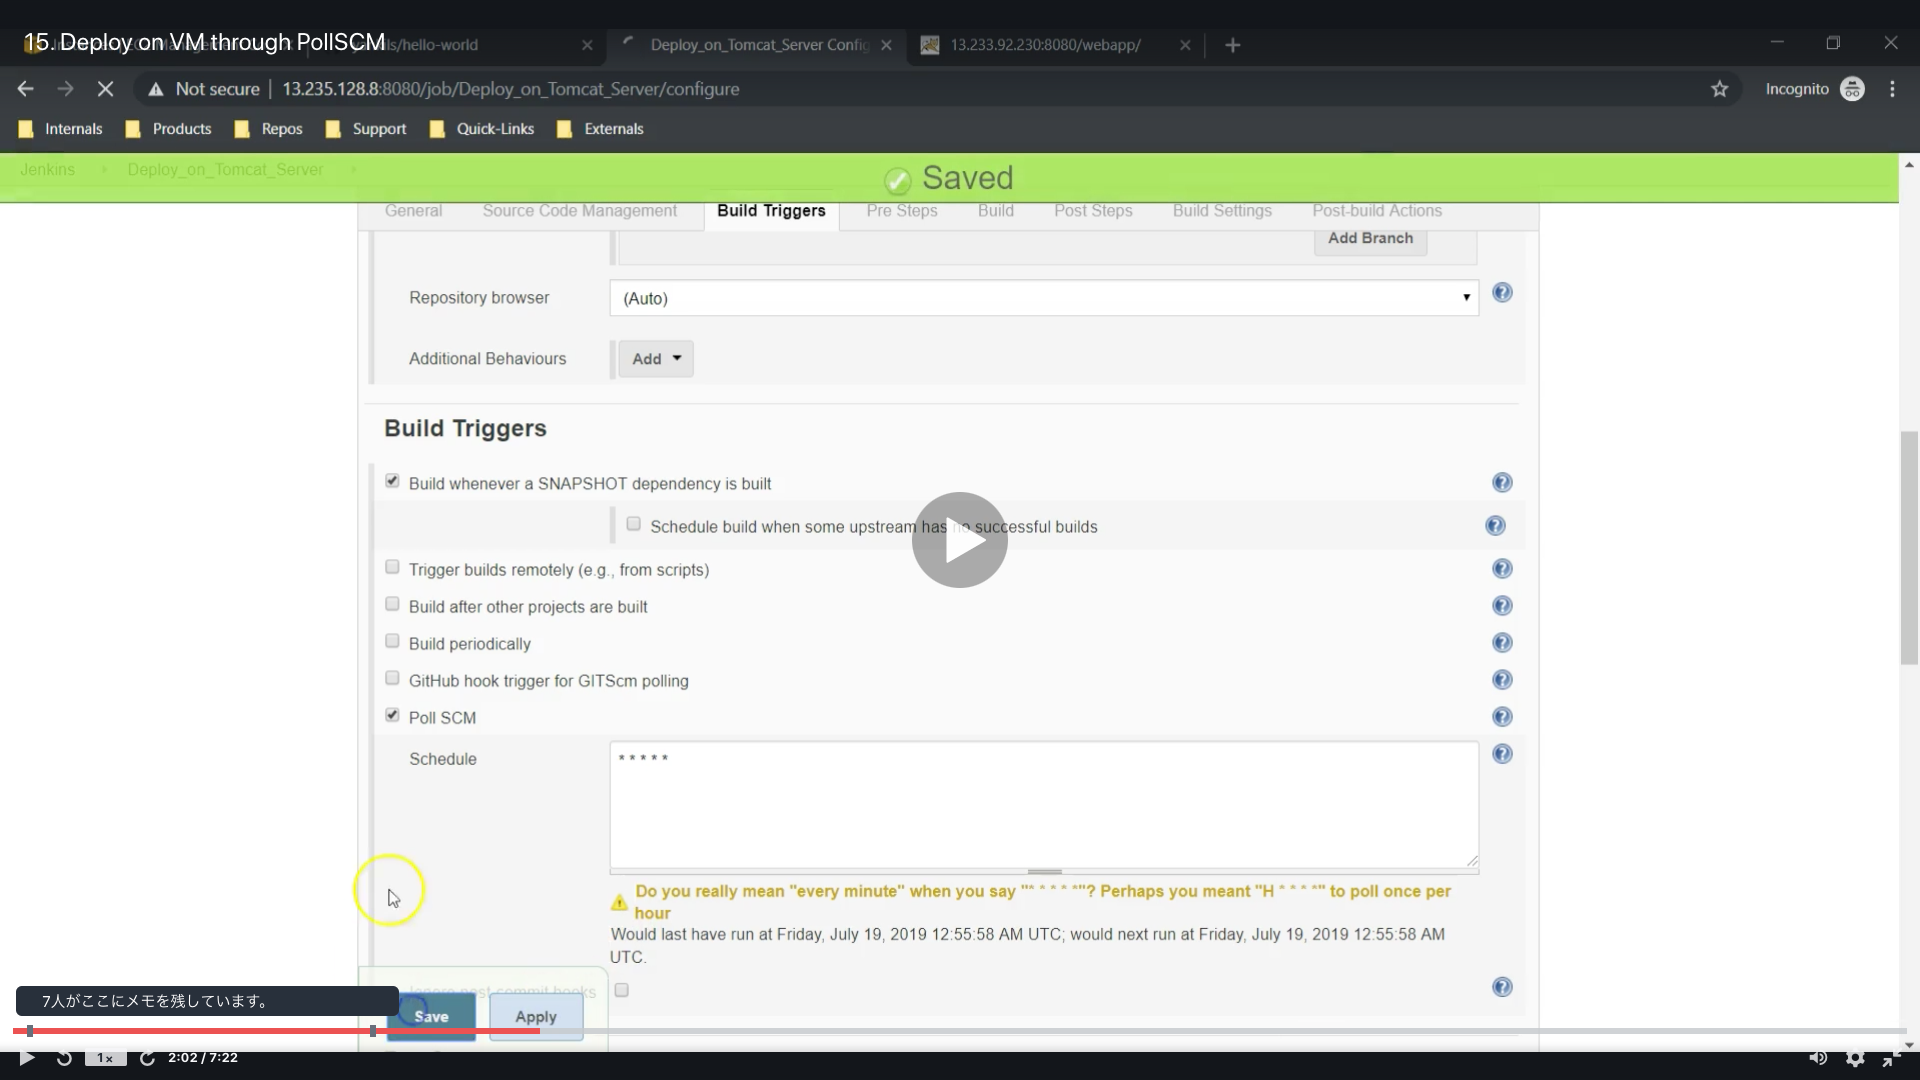 15. Deploy on VM through PollSCM
ls/hello-world
Deploy_on_Tomcat_Server Config
13.233.92.230:8080/webapp/
Not secure
13.235.128.8:8080/job/Deploy_on_Tomcat_Server/configure
Incognito
Internals
Products
Repos
Support
Quick-Links
Externals
Jenkins
Deploy_on_Tomcat_Server
Saved
General
Source Code Management
Build Triggers
Pre Steps
Build
Post Steps
Build Settings
Post-build Actions
Add Branch
Repository browser
(Auto)
Additional Behaviours
Add
Build Triggers
Build whenever a SNAPSHOT dependency is built
Schedule build when some upstream has no successful builds
Trigger builds remotely (e.g., from scripts)
Build after other projects are built
Build periodically
GitHub hook trigger for GITScm polling
Poll SCM
Schedule
* * * * *
Do you really mean "every minute" when you say "* * * * *"? Perhaps you meant "H * * * *" to poll once per
hour
Would last have run at Friday, July 19, 2019 12:55:58 AM UTC; would next run at Friday, July 19, 2019 12:55:58 AM
UTC.
Ignore post-commit hooks
7人がここにメモを残しています。
Save
Apply
1x
2:02 / 7:22